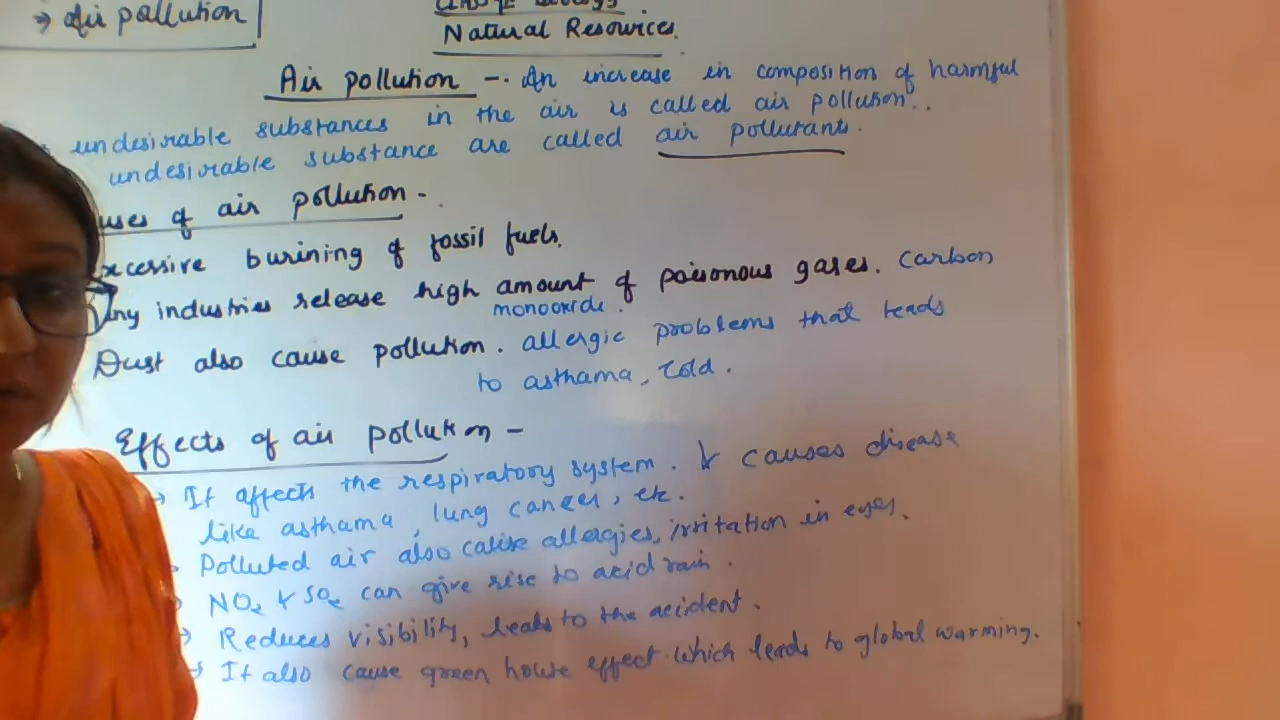 → Air pollution
Natural Resources.
Air pollution -. An increase in composition of harmful
undesirable substances in the air is called air pollution..
undesirable substance are called air pollutants.
uses of air pollution -.
xcessive burining of fossil fuels.
ny industries release high amount of poisonous gases. Carbon
monooxide.
Dust also cause pollution. allergic problems that leads
to asthama, cold.
Effects of air pollution -
→ It affects the respiratory system. & causes disease
like asthama, lung cancer, etc.
Polluted air also cause allergies, irritation in eyes.
NO2 & SO2 can give rise to acid rain.
→ Reduces visibility, leads to the accident.
→ It also cause green house effect which leads to global warming.